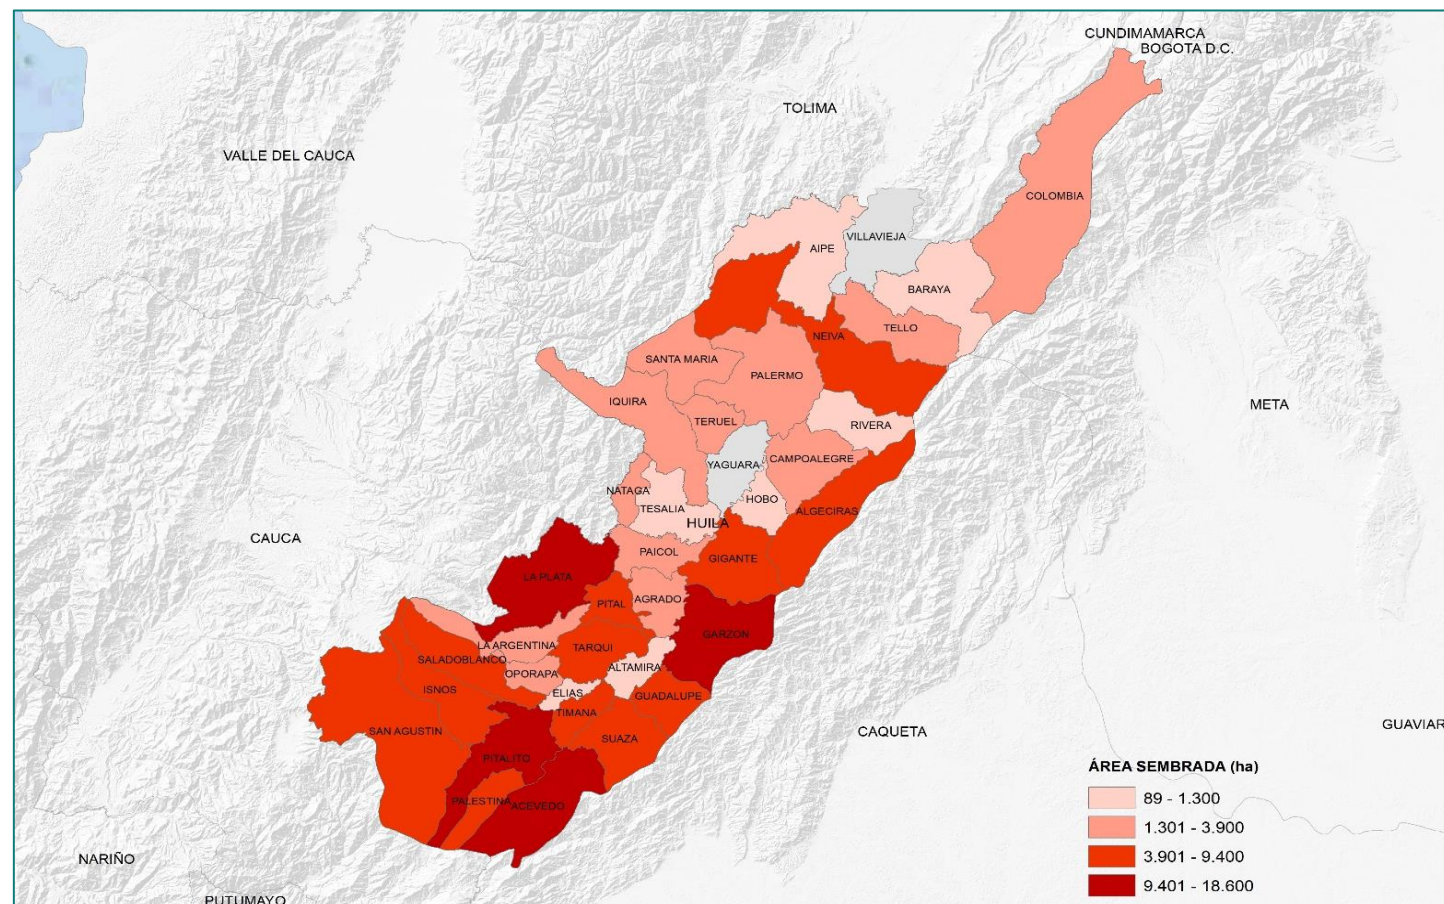 CUNDIMAMARCA
BOGOTA D.C.
TOLIMA
VALLE DEL CAUCA
COLOMBIA
VILLAVIEJA
AIPE
BARAYA
NEIVA
TELLO
SANTA MARIA
PALERMO
IQUIRA
META
TERUEL
RIVERA
YAGUARA
CAMPOALEGRE
NATAGA
TESALIA
HOBO
ALGECIRAS
HUILA
CAUCA
PAICOL
GIGANTE
LA PLATA
PITAL
AGRADO
GARZON
LA ARGENTINA
TARQUI
SALADOBLANCO
OPORAPA
ALTAMIRA
ISNOS
ELIAS
GUADALUPE
TIMANA
SAN AGUSTIN
SUAZA
CAQUETA
GUAVIAR
PITALITO
PALESTINA
ACEVEDO
NARIÑO
PUTUMAYO
ÁREA SEMBRADA (ha)
89 - 1.300
1.301 - 3.900
3.901 - 9.400
9.401 - 18.600